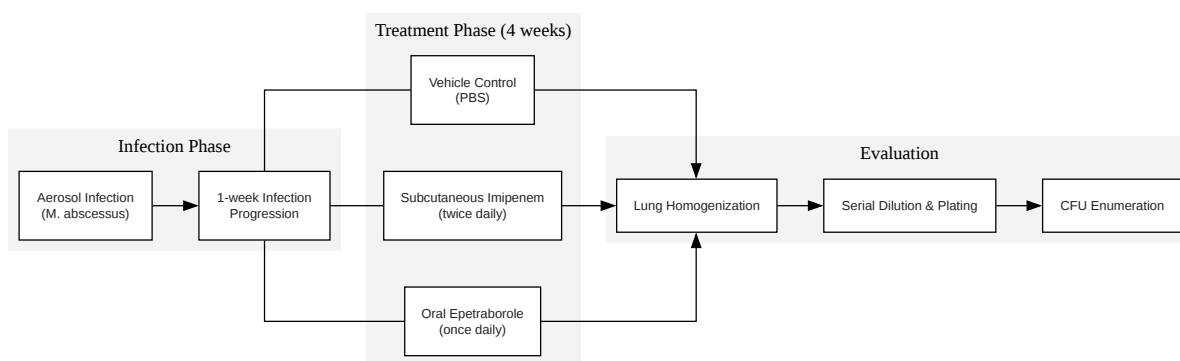 Infection Phase
Aerosol Infection
(M. abscessus)
1-week Infection
Progression
Treatment Phase (4 weeks)
Vehicle Control
(PBS)
Subcutaneous Imipenem
(twice daily)
Oral Epetraborole
(once daily)
Evaluation
Lung Homogenization
Serial Dilution & Plating
CFU Enumeration